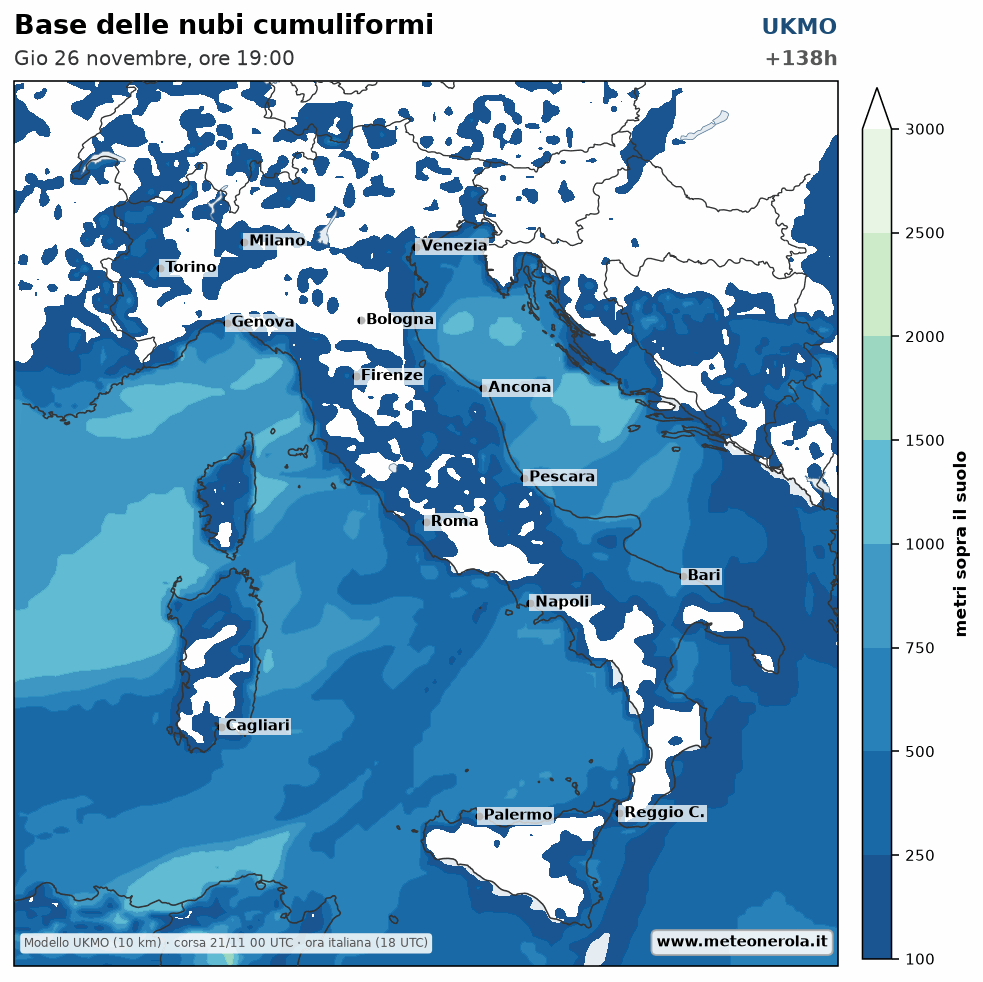 Base delle nubi cumuliformi
UKMO
Gio 26 novembre, ore 19:00
+138h
3000
2500
2000
1500
1000
750
500
250
100
metri sopra il suolo
Milano
Venezia
Torino
Genova
Bologna
Firenze
Ancona
Pescara
Roma
Bari
Napoli
Cagliari
Palermo
Reggio C.
Modello UKMO (10 km) · corsa 21/11 00 UTC · ora italiana (18 UTC)
www.meteonerola.it